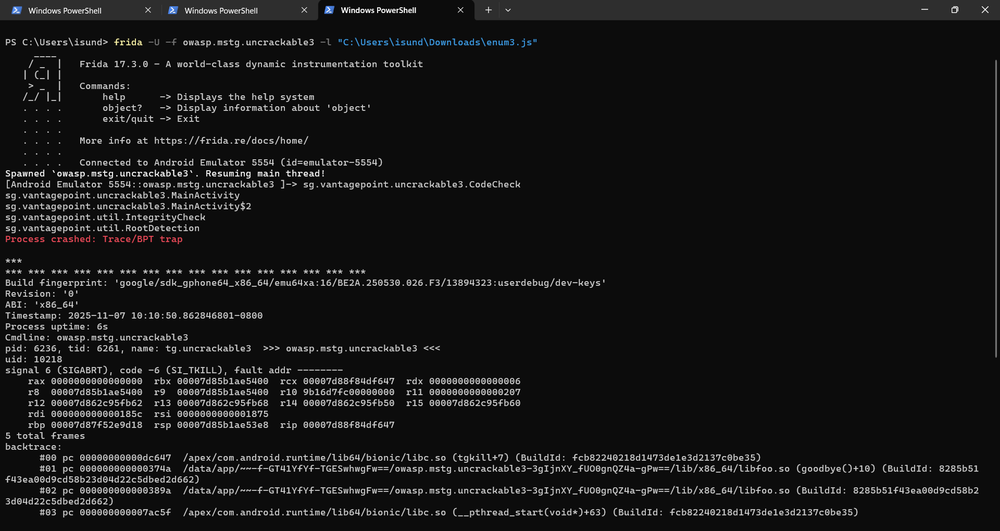 Windows PowerShell
Windows PowerShell
Windows PowerShell
PS C:\Users\isund> frida -U -f owasp.mstg.uncrackable3 -l "C:\Users\isund\Downloads\enum3.js"
     ____
    / _  |   Frida 17.3.0 - A world-class dynamic instrumentation toolkit
   | (_| |
    > _  |   Commands:
   /_/ |_|       help      -> Displays the help system
   . . . .       object?   -> Display information about 'object'
   . . . .       exit/quit -> Exit
   . . . .
   . . . .   More info at https://frida.re/docs/home/
   . . . .
   . . . .   Connected to Android Emulator 5554 (id=emulator-5554)
Spawned `owasp.mstg.uncrackable3`. Resuming main thread!
[Android Emulator 5554::owasp.mstg.uncrackable3 ]-> sg.vantagepoint.uncrackable3.CodeCheck
sg.vantagepoint.uncrackable3.MainActivity
sg.vantagepoint.uncrackable3.MainActivity$2
sg.vantagepoint.util.IntegrityCheck
sg.vantagepoint.util.RootDetection
Process crashed: Trace/BPT trap
***
*** *** *** *** *** *** *** *** *** *** *** *** *** *** *** ***
Build fingerprint: 'google/sdk_gphone64_x86_64/emu64xa:16/BE2A.250530.026.F3/13894323:userdebug/dev-keys'
Revision: '0'
ABI: 'x86_64'
Timestamp: 2025-11-07 10:10:50.862846801-0800
Process uptime: 6s
Cmdline: owasp.mstg.uncrackable3
pid: 6236, tid: 6261, name: tg.uncrackable3  >>> owasp.mstg.uncrackable3 <<<
uid: 10218
signal 6 (SIGABRT), code -6 (SI_TKILL), fault addr --------
    rax 0000000000000000  rbx 00007d85b1ae5400  rcx 00007d88f84df647  rdx 0000000000000006
    r8  00007d85b1ae5400  r9  00007d85b1ae5400  r10 9b16d7fc00000000  r11 0000000000000207
    r12 00007d862c95fb62  r13 00007d862c95fb68  r14 00007d862c95fb50  r15 00007d862c95fb60
    rdi 000000000000185c  rsi 0000000000001875
    rbp 00007d87f52e9d18  rsp 00007d85b1ae53e8  rip 00007d88f84df647
5 total frames
backtrace:
      #00 pc 00000000000dc647  /apex/com.android.runtime/lib64/bionic/libc.so (tgkill+7) (BuildId: fcb82240218d1473de1e3d2137c0be35)
      #01 pc 000000000000374a  /data/app/~~-f-GT41YfYf-TGESwhwgFw==/owasp.mstg.uncrackable3-3gIjnXY_fUO0gnQZ4a-gPw==/lib/x86_64/libfoo.so (goodbye()+10) (BuildId: 8285b51
f43ea00d9cd58b23d04d22c5dbed2d662)
      #02 pc 000000000000389a  /data/app/~~-f-GT41YfYf-TGESwhwgFw==/owasp.mstg.uncrackable3-3gIjnXY_fUO0gnQZ4a-gPw==/lib/x86_64/libfoo.so (BuildId: 8285b51f43ea00d9cd58b2
3d04d22c5dbed2d662)
      #03 pc 000000000007ac5f  /apex/com.android.runtime/lib64/bionic/libc.so (__pthread_start(void*)+63) (BuildId: fcb82240218d1473de1e3d2137c0be35)